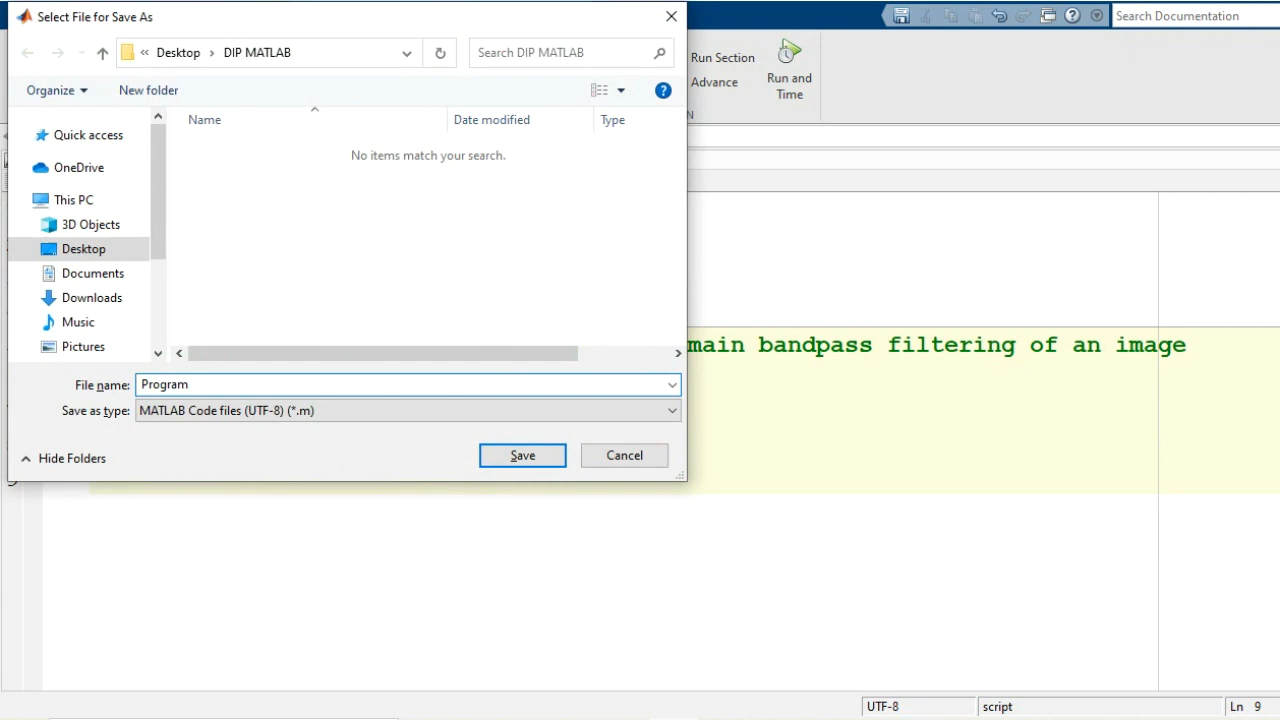 Select File for Save As
Search Documentation
« Desktop › DIP MATLAB
Search DIP MATLAB
Run Section
Advance
Run and
Time
N
Organize
New folder
Name
Date modified
Type
No items match your search.
Quick access
OneDrive
This PC
3D Objects
Desktop
Documents
Downloads
Music
Pictures
main bandpass filtering of an image
File name:
Program
Save as type:
MATLAB Code files (UTF-8) (*.m)
Hide Folders
Save
Cancel
UTF-8
script
Ln 9